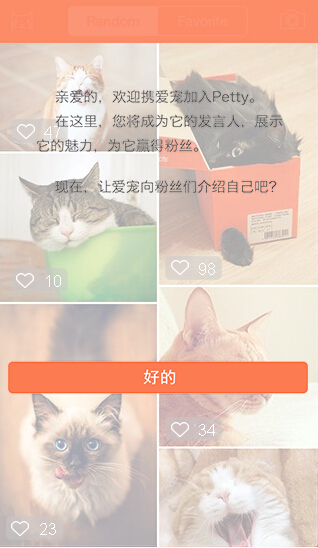 Random Favorite
亲爱的，欢迎携爱宠加入Petty。
在这里，您将成为它的发言人，展示
它的魅力，为它赢得粉丝。
现在，让爱宠向粉丝们介绍自己吧？
47
10
98
好的
34
23